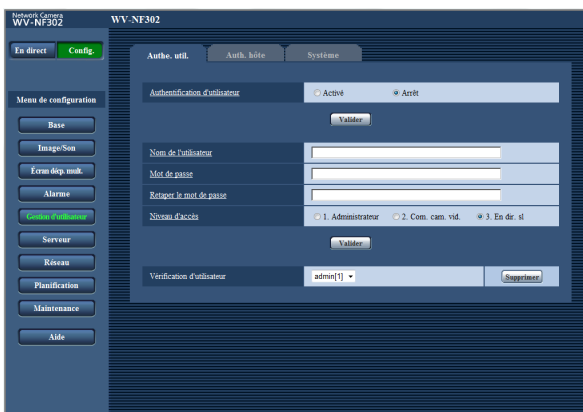 Network Camera
WV-NF302
WV-NF302
En direct
Config.
Authe. util.
Auth. hôte
Système
Menu de configuration
Base
Image/Son
Écran déçp. mult.
Alarme
Gestion d'utilisateur
Serveur
Réseau
Planification
Maintenance
Aide
Authentification d'utilisateur
Activé
Arrêt
Valider
Nom de l'utilisateur
Mot de passe
Retaper le mot de passe
Niveau d'accès
1. Administrateur
2. Com. cam. vid.
3. En dir. sl
Valider
Vérification d'utilisateur
admin[1]
Supprimer